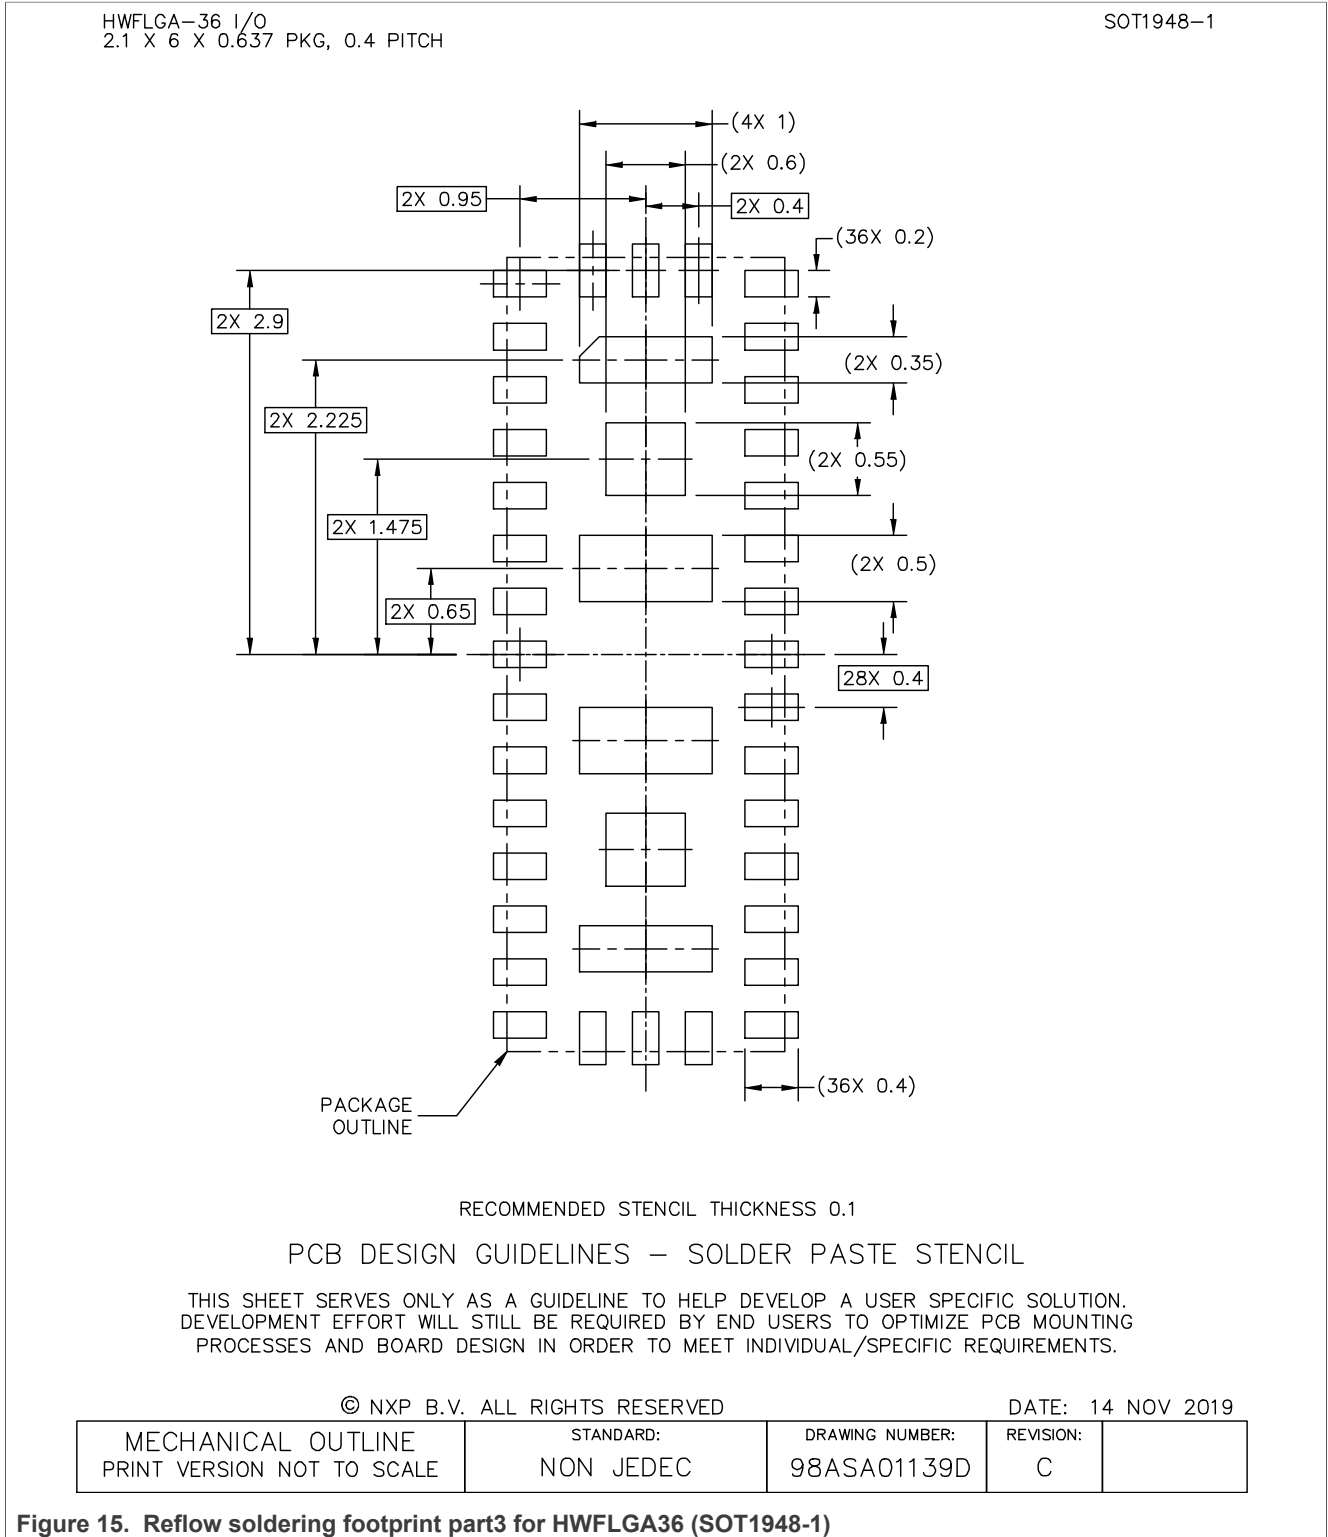 HWFLGA-36 I/O
SOT1948-1
2.1 X 6 X 0.637 PKG, 0.4 PITCH
(4X 1)
(2X 0.6)
2X 0.95
2X 0.4
(36X 0.2)
2X 2.9
(2X 0.35)
2X 2.225
(2X 0.55)
2X 1.475
(2X 0.5)
2X 0.65
28X 0.4
(36X 0.4)
PACKAGE
OUTLINE
RECOMMENDED STENCIL THICKNESS 0.1
PCB DESIGN GUIDELINES – SOLDER PASTE STENCIL
THIS SHEET SERVES ONLY AS A GUIDELINE TO HELP DEVELOP A USER SPECIFIC SOLUTION.
DEVELOPMENT EFFORT WILL STILL BE REQUIRED BY END USERS TO OPTIMIZE PCB MOUNTING
PROCESSES AND BOARD DESIGN IN ORDER TO MEET INDIVIDUAL/SPECIFIC REQUIREMENTS.
© NXP B.V. ALL RIGHTS RESERVED
DATE: 14 NOV 2019
MECHANICAL OUTLINE
PRINT VERSION NOT TO SCALE
STANDARD:
NON JEDEC
DRAWING NUMBER:
98ASA01139D
REVISION:
C
Figure 15. Reflow soldering footprint part3 for HWFLGA36 (SOT1948-1)